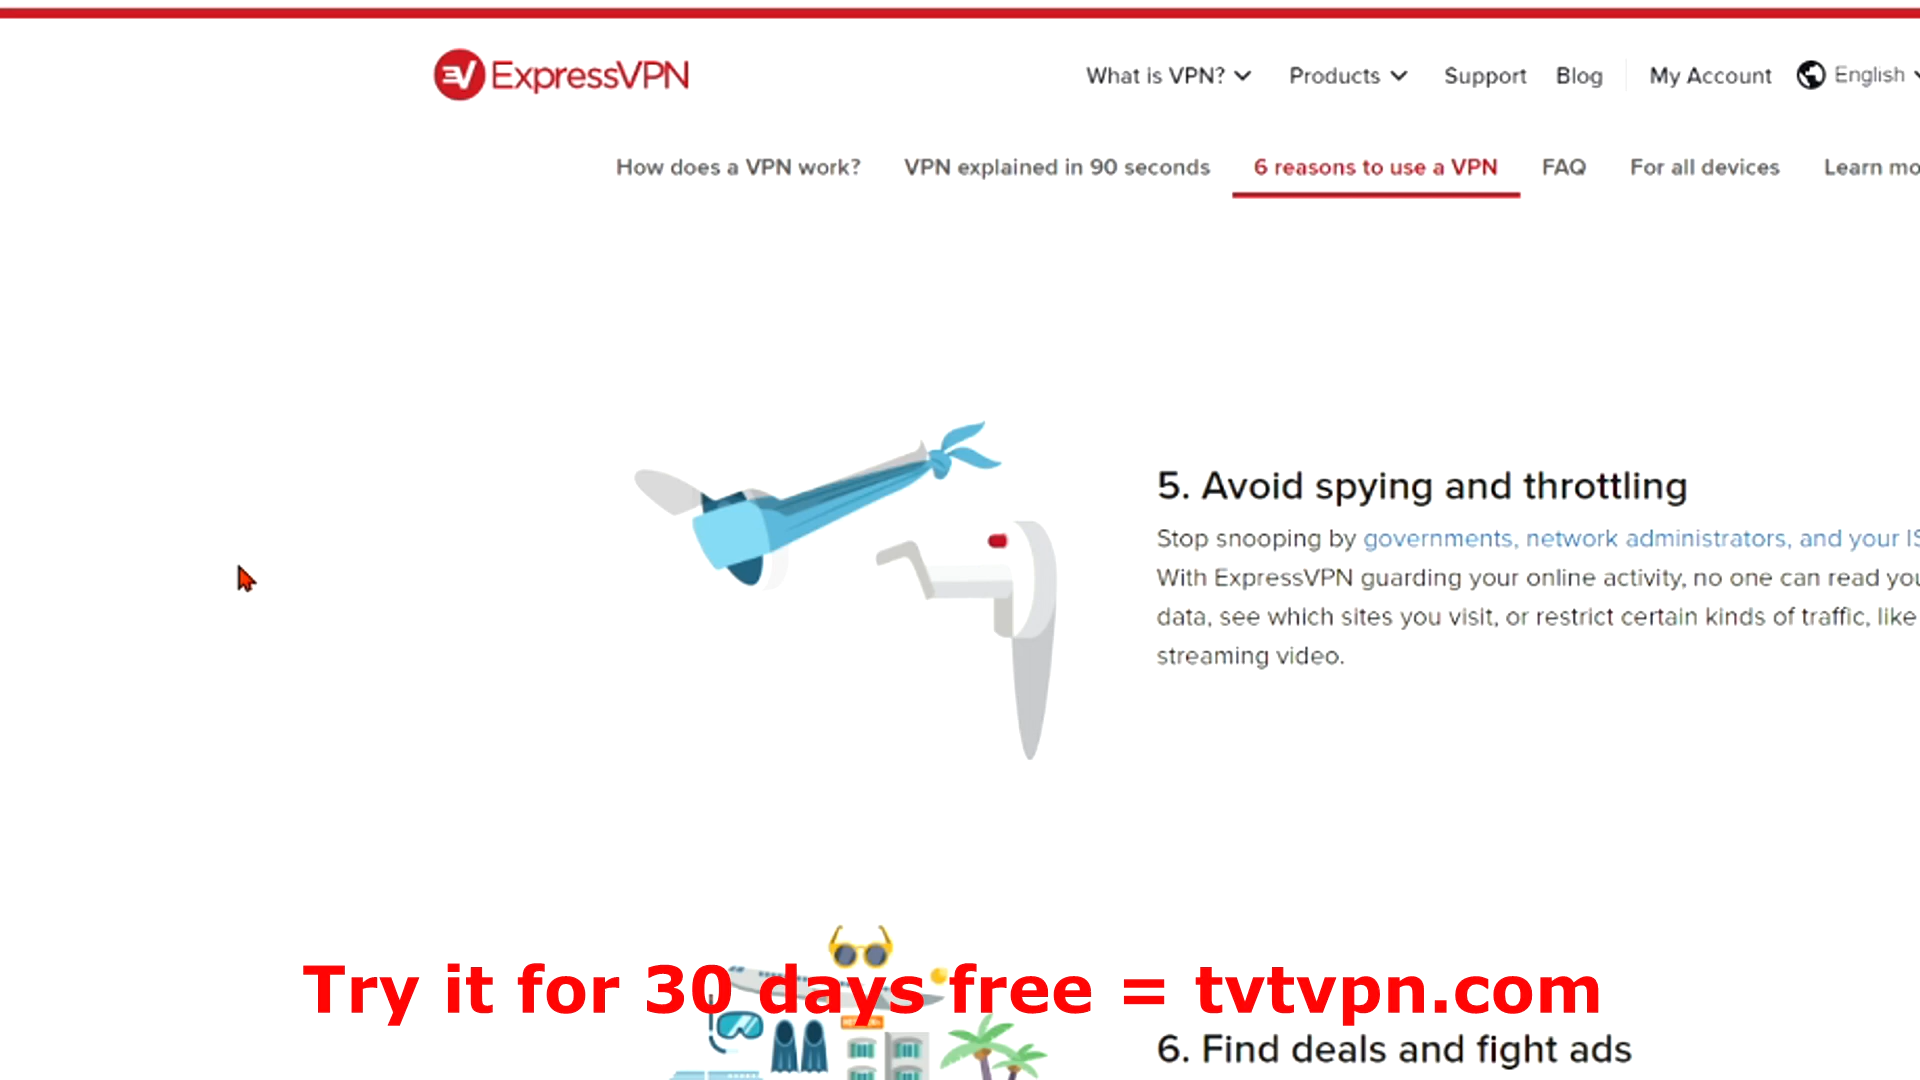 ExpressVPN
What is VPN? Products Support Blog My Account English
How does a VPN work? VPN explained in 90 seconds 6 reasons to use a VPN FAQ For all devices Learn mo
5. Avoid spying and throttling
Stop snooping by governments, network administrators, and your IS
With ExpressVPN guarding your online activity, no one can read you
data, see which sites you visit, or restrict certain kinds of traffic, like
streaming video.
Try it for 30 days free = tvtvpn.com
6. Find deals and fight ads